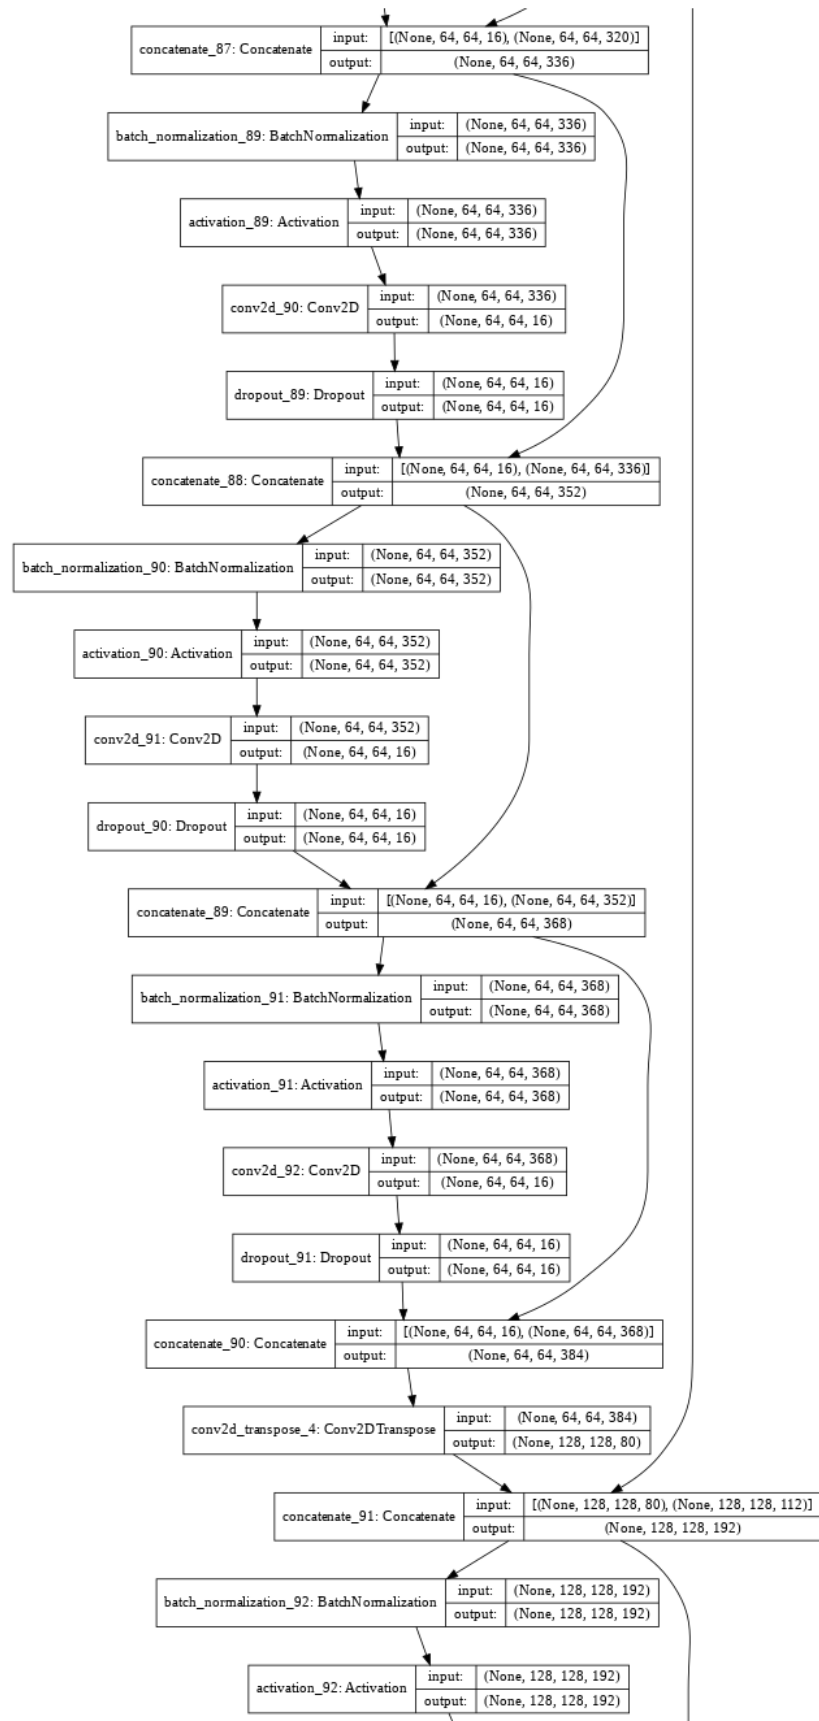 concatenate_87: Concatenate
input: [(None, 64, 64, 16), (None, 64, 64, 320)]
output: (None, 64, 64, 336)
batch_normalization_89: BatchNormalization
input: (None, 64, 64, 336)
output: (None, 64, 64, 336)
activation_89: Activation
input: (None, 64, 64, 336)
output: (None, 64, 64, 336)
conv2d_90: Conv2D
input: (None, 64, 64, 336)
output: (None, 64, 64, 16)
dropout_89: Dropout
input: (None, 64, 64, 16)
output: (None, 64, 64, 16)
concatenate_88: Concatenate
input: [(None, 64, 64, 16), (None, 64, 64, 336)]
output: (None, 64, 64, 352)
batch_normalization_90: BatchNormalization
input: (None, 64, 64, 352)
output: (None, 64, 64, 352)
activation_90: Activation
input: (None, 64, 64, 352)
output: (None, 64, 64, 352)
conv2d_91: Conv2D
input: (None, 64, 64, 352)
output: (None, 64, 64, 16)
dropout_90: Dropout
input: (None, 64, 64, 16)
output: (None, 64, 64, 16)
concatenate_89: Concatenate
input: [(None, 64, 64, 16), (None, 64, 64, 352)]
output: (None, 64, 64, 368)
batch_normalization_91: BatchNormalization
input: (None, 64, 64, 368)
output: (None, 64, 64, 368)
activation_91: Activation
input: (None, 64, 64, 368)
output: (None, 64, 64, 368)
conv2d_92: Conv2D
input: (None, 64, 64, 368)
output: (None, 64, 64, 16)
dropout_91: Dropout
input: (None, 64, 64, 16)
output: (None, 64, 64, 16)
concatenate_90: Concatenate
input: [(None, 64, 64, 16), (None, 64, 64, 368)]
output: (None, 64, 64, 384)
conv2d_transpose_4: Conv2DTranspose
input: (None, 64, 64, 384)
output: (None, 128, 128, 80)
concatenate_91: Concatenate
input: [(None, 128, 128, 80), (None, 128, 128, 112)]
output: (None, 128, 128, 192)
batch_normalization_92: BatchNormalization
input: (None, 128, 128, 192)
output: (None, 128, 128, 192)
activation_92: Activation
input: (None, 128, 128, 192)
output: (None, 128, 128, 192)